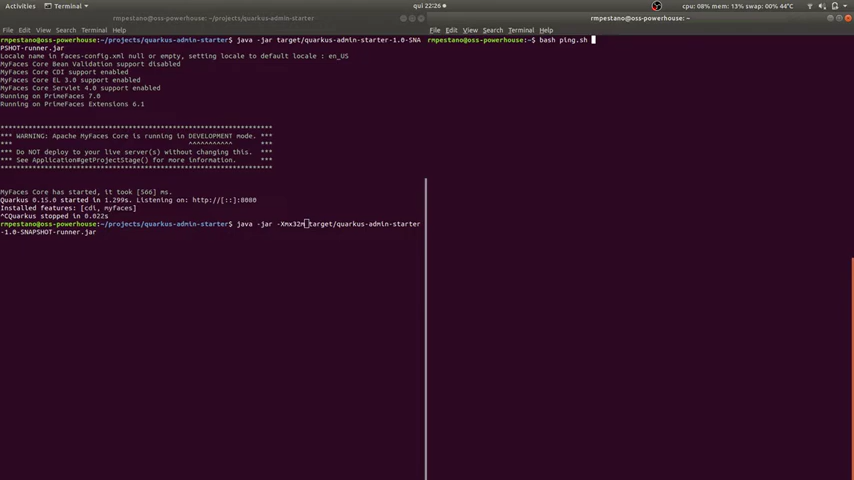 Activities Terminal ▾ qui 22:26 cpu: 08% mem: 13% swap: 00% 44°C
rmpestano@oss-powerhouse: ~/projects/quarkus-admin-starter
rmpestano@oss-powerhouse: ~
File Edit View Search Terminal Help
File Edit View Search Terminal Help
rmpestano@oss-powerhouse:~/projects/quarkus-admin-starter$ java -jar target/quarkus-admin-starter-1.0-SNA
PSHOT-runner.jar
Locale name in faces-config.xml null or empty, setting locale to default locale : en_US
MyFaces Core Bean Validation support disabled
MyFaces Core CDI support enabled
MyFaces Core EL 3.0 support enabled
MyFaces Core Servlet 4.0 support enabled
Running on PrimeFaces 7.0
Running on PrimeFaces Extensions 6.1
*******************************************************************
*** WARNING: Apache MyFaces Core is running in DEVELOPMENT mode. ***
*** ^^^^^^^^^^^ ***
*** Do NOT deploy to your live server(s) without changing this. ***
*** See Application#getProjectStage() for more information. ***
*******************************************************************
MyFaces Core has started, it took [566] ms.
Quarkus 0.15.0 started in 1.299s. Listening on: http://[::]:8080
Installed features: [cdi, myfaces]
^CQuarkus stopped in 0.022s
rmpestano@oss-powerhouse:~/projects/quarkus-admin-starter$ java -jar -Xmx32m target/quarkus-admin-starter
-1.0-SNAPSHOT-runner.jar
rmpestano@oss-powerhouse:~$ bash ping.sh